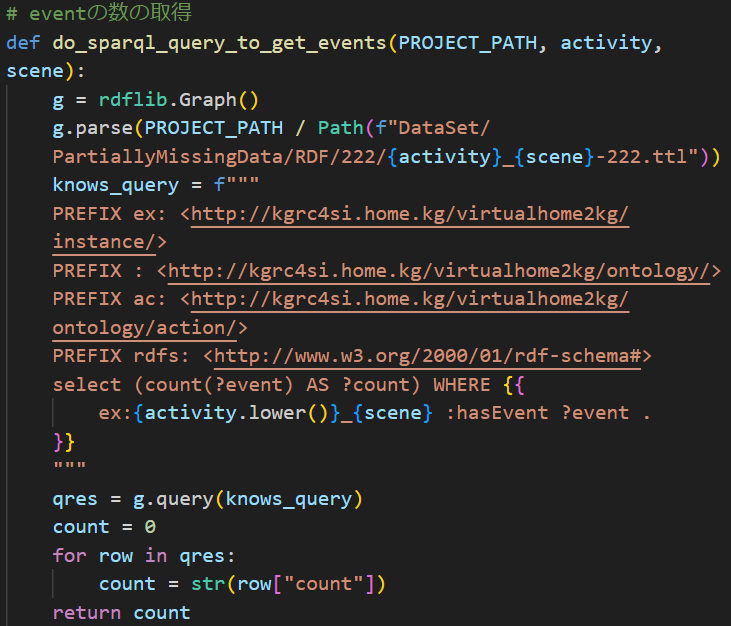 # eventの数の取得
def do_sparql_query_to_get_events(PROJECT_PATH, activity,
scene):
    g = rdflib.Graph()
    g.parse(PROJECT_PATH / Path(f"DataSet/
    PartiallyMissingData/RDF/222/{activity}_{scene}-222.ttl"))
    knows_query = f"""
    PREFIX ex: <http://kgrc4si.home.kg/virtualhome2kg/
    instance/>
    PREFIX : <http://kgrc4si.home.kg/virtualhome2kg/ontology/>
    PREFIX ac: <http://kgrc4si.home.kg/virtualhome2kg/
    ontology/action/>
    PREFIX rdfs: <http://www.w3.org/2000/01/rdf-schema#>
    select (count(?event) AS ?count) WHERE {{
        ex:{activity.lower()}_{scene} :hasEvent ?event .
    }}
    """
    qres = g.query(knows_query)
    count = 0
    for row in qres:
        count = str(row["count"])
    return count